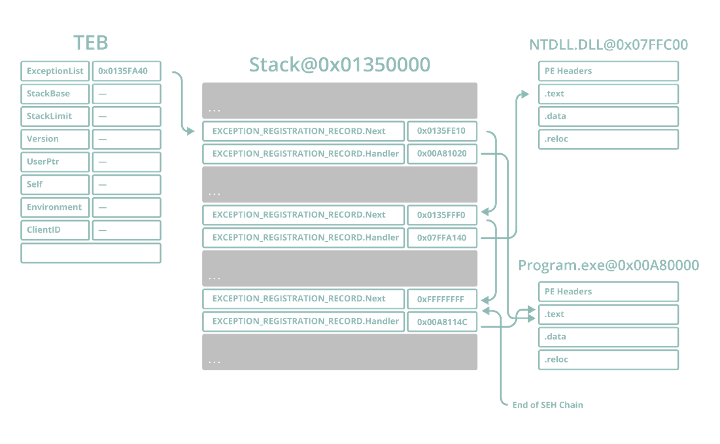 TEB
ExceptionList 0x0135FA40
StackBase —
StackLimit —
Version —
UserPtr —
Self —
Environment —
ClientID —
Stack@0x01350000
...
EXCEPTION_REGISTRATION_RECORD.Next 0x0135FE10
EXCEPTION_REGISTRATION_RECORD.Handler 0x00A81020
...
EXCEPTION_REGISTRATION_RECORD.Next 0x0135FFF0
EXCEPTION_REGISTRATION_RECORD.Handler 0x07FFA140
...
EXCEPTION_REGISTRATION_RECORD.Next 0xFFFFFFFF
EXCEPTION_REGISTRATION_RECORD.Handler 0x00A8114C
...
NTDLL.DLL@0x07FFC00
PE Headers
.text
.data
.reloc
Program.exe@0x00A80000
PE Headers
.text
.data
.reloc
End of SEH Chain